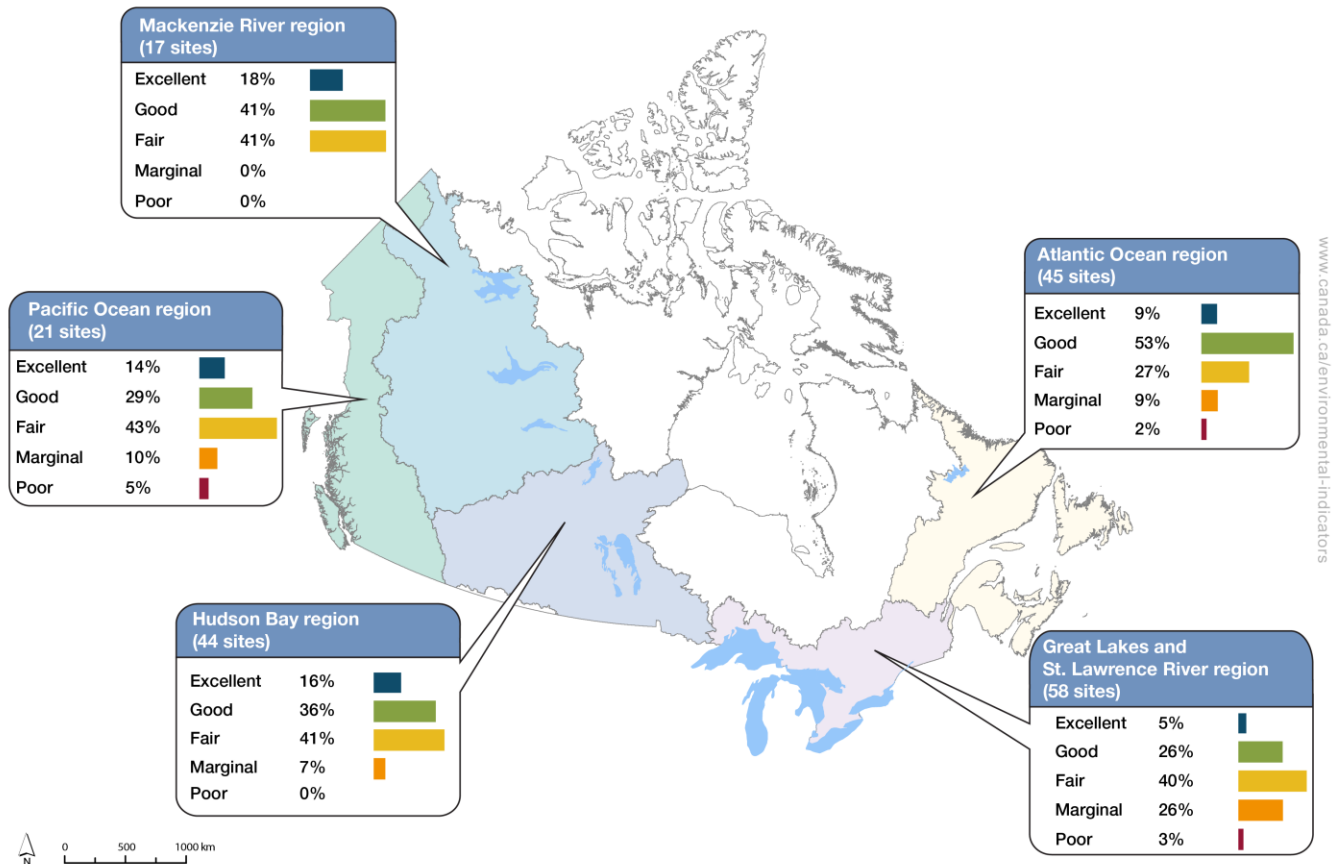 Mackenzie River region
(17 sites)
Excellent 18%
Good 41%
Fair 41%
Marginal 0%
Poor 0%
Pacific Ocean region
(21 sites)
Excellent 14%
Good 29%
Fair 43%
Marginal 10%
Poor 5%
Hudson Bay region
(44 sites)
Excellent 16%
Good 36%
Fair 41%
Marginal 7%
Poor 0%
Atlantic Ocean region
(45 sites)
Excellent 9%
Good 53%
Fair 27%
Marginal 9%
Poor 2%
Great Lakes and
St. Lawrence River region
(58 sites)
Excellent 5%
Good 26%
Fair 40%
Marginal 26%
Poor 3%
www.canada.ca/environmental-indicators
N
0 500 1000 km